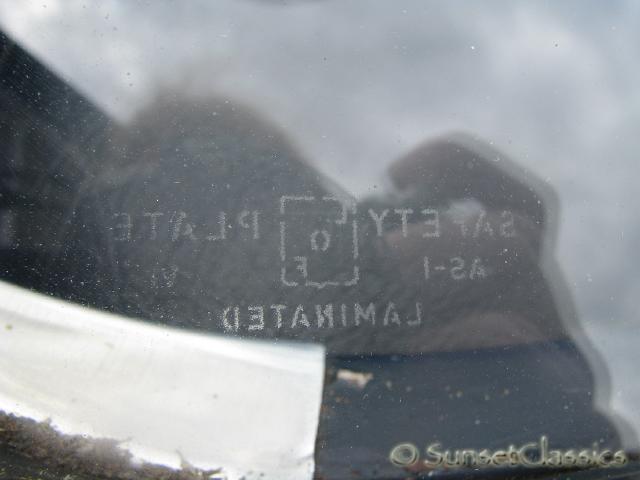 SAFETY L O F PLATE
AS-1
LAMINATED
© SunsetClassics